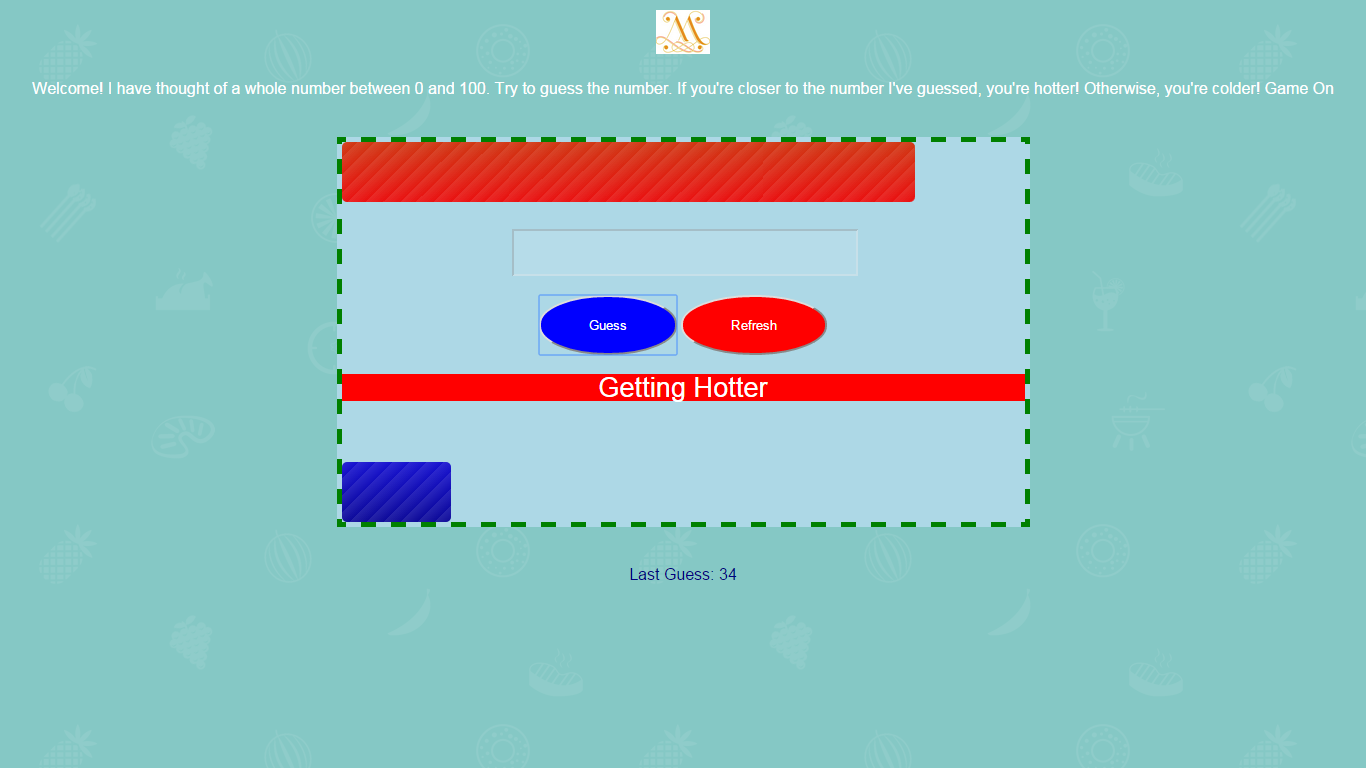 M
Welcome! I have thought of a whole number between 0 and 100. Try to guess the number. If you're closer to the number I've guessed, you're hotter! Otherwise, you're colder! Game On
Guess Refresh
Getting Hotter
Last Guess: 34